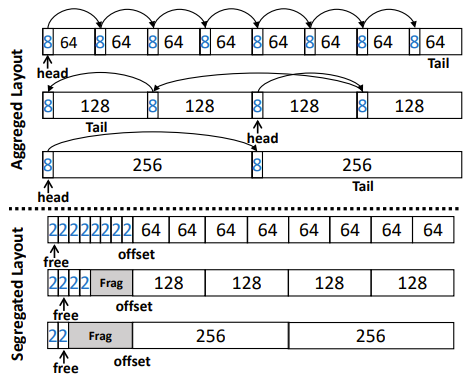 Aggreged Layout
8 64 8 64 8 64 8 64 8 64 8 64 8 64 8 64
head Tail
8 128 8 128 8 128 8 128
Tail head
8 256 8 256
head Tail
Segregated Layout
2 2 2 2 2 2 2 2 64 64 64 64 64 64 64 64
free offset
2 2 2 2 Frag 128 128 128 128
free offset
2 2 Frag 256 256
free offset